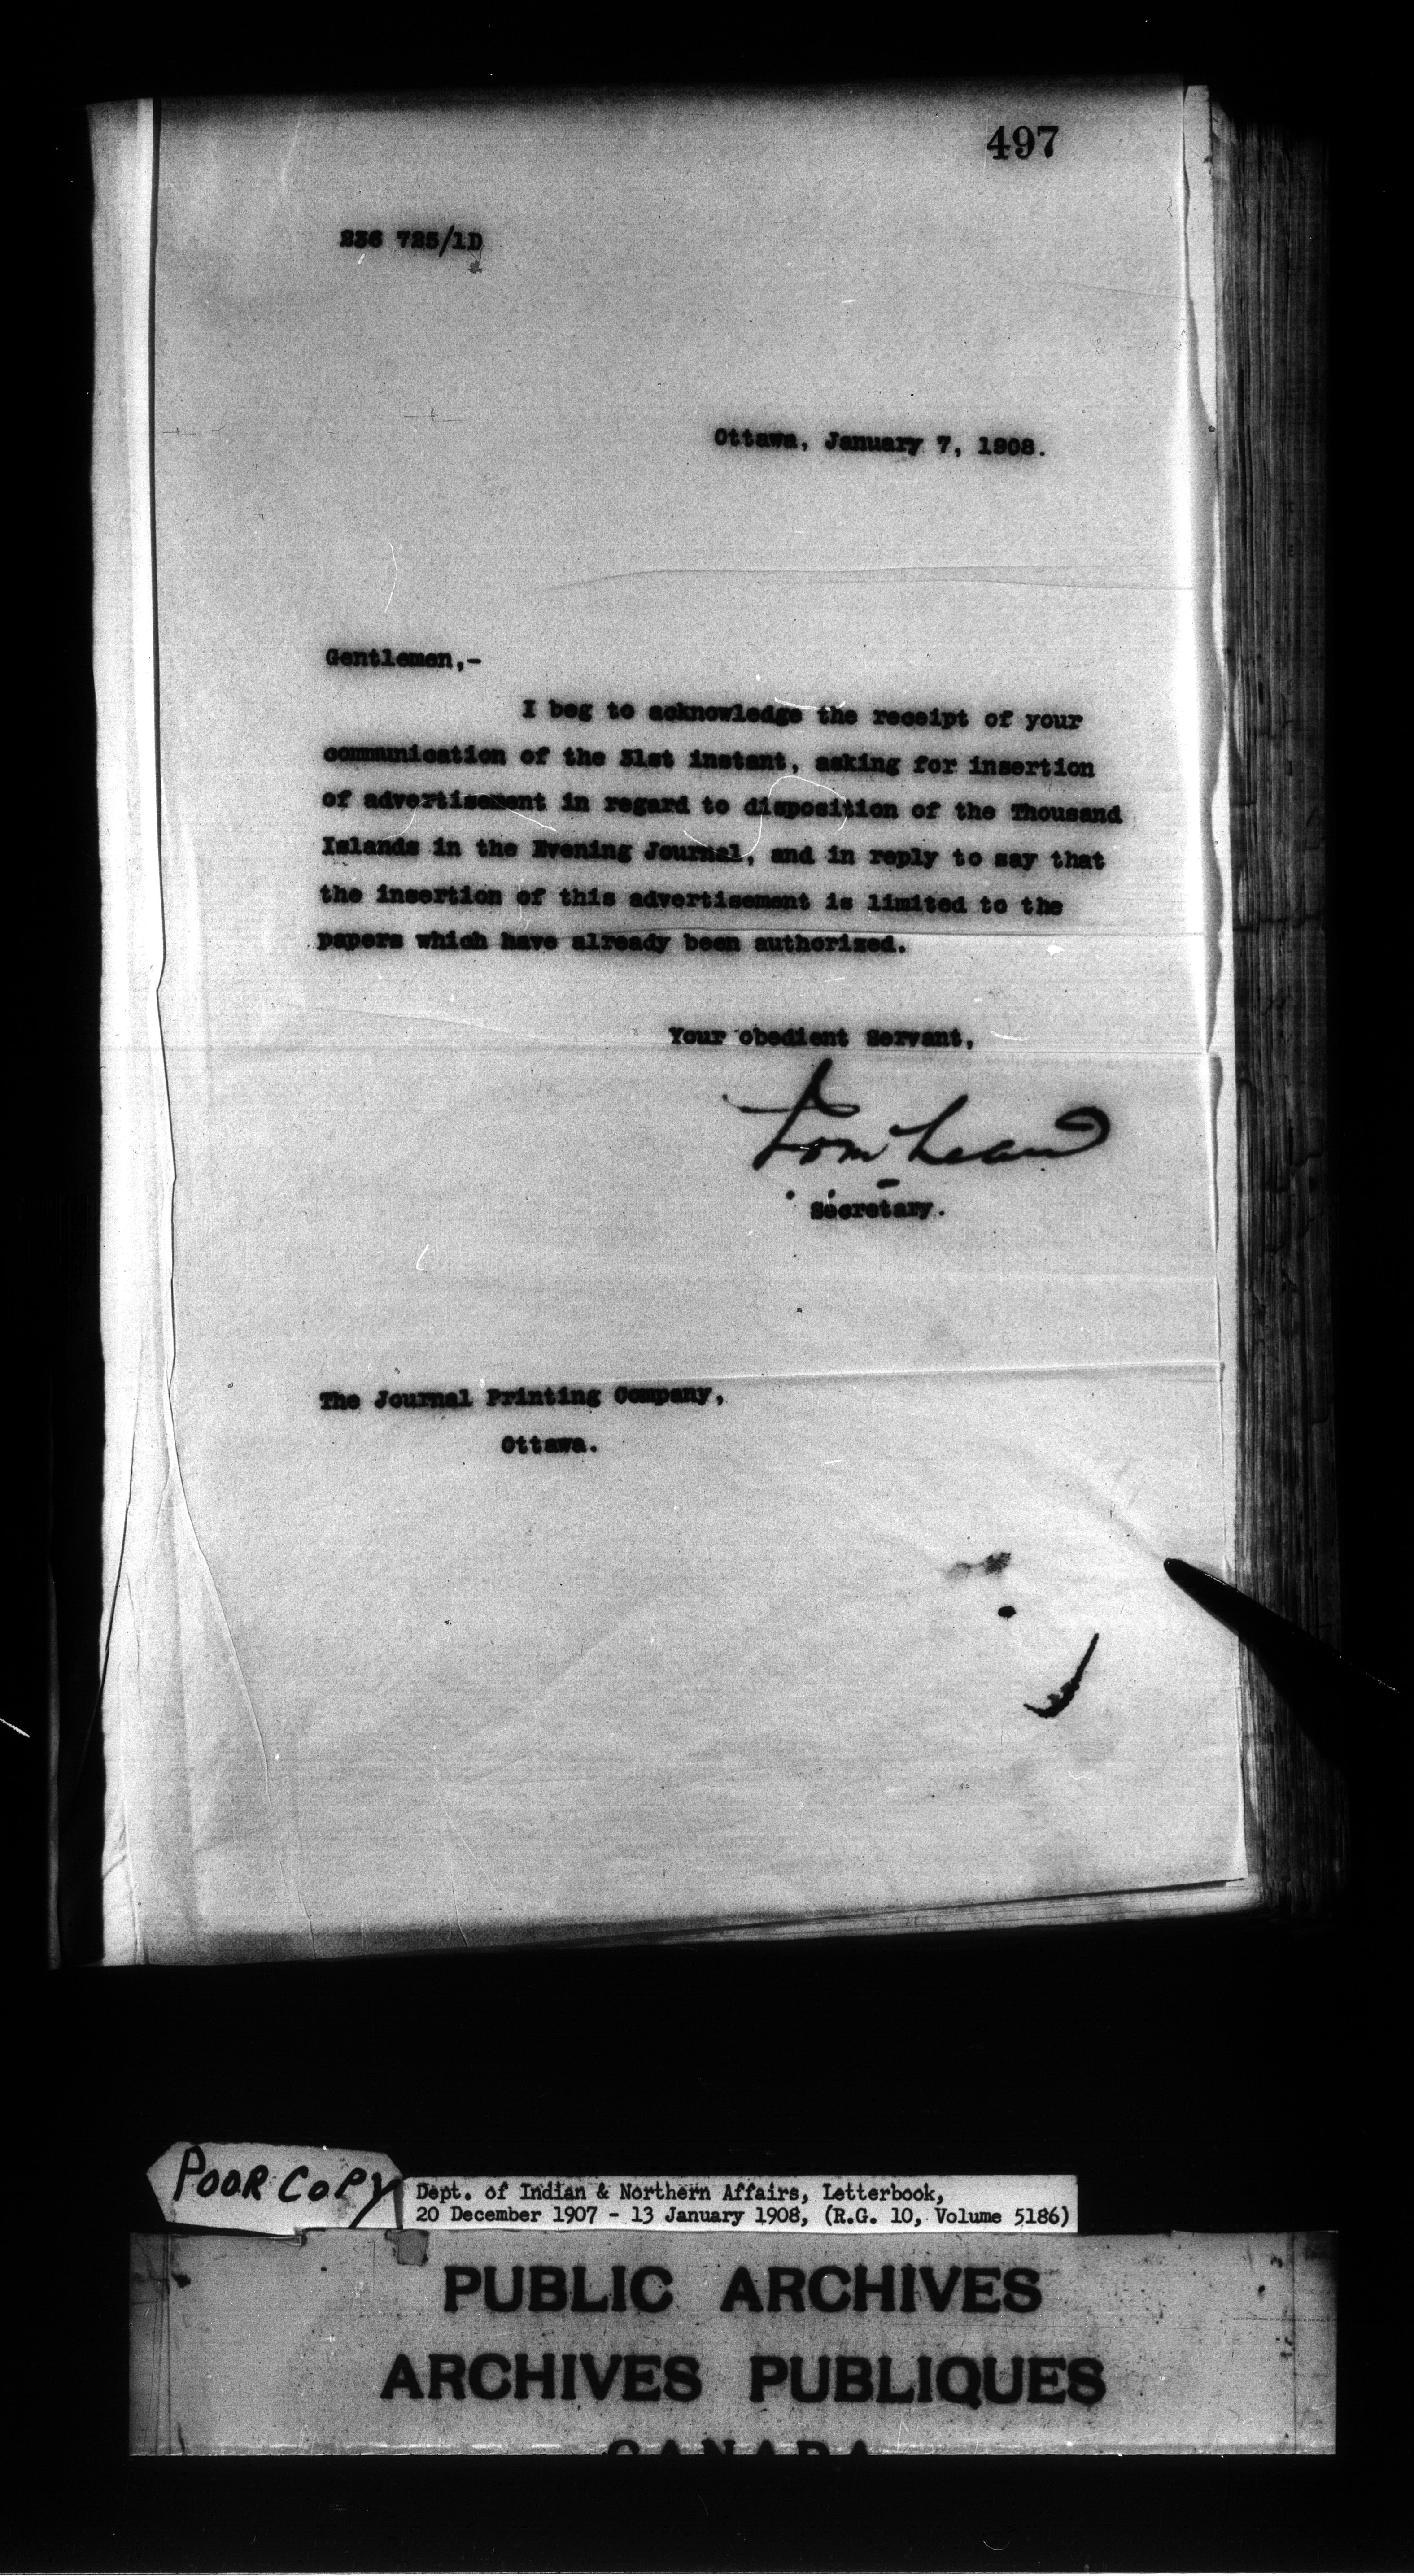 497
236 725/1D
Ottawa, January 7, 1908.
Gentlemen,-
I beg to acknowledge the receipt of your
communication of the 31st instant, asking for insertion
of advertisement in regard to disposition of the Thousand
Islands in the Evening Journal, and in reply to say that
the insertion of this advertisement is limited to the
papers which have already been authorized.
Your obedient Servant,
Secretary.
The Journal Printing Company,
Ottawa.
POOR COPY
Dept. of Indian & Northern Affairs, Letterbook,
20 December 1907 - 13 January 1908, (R.G. 10, Volume 5186)
PUBLIC ARCHIVES
ARCHIVES PUBLIQUES
CANADA